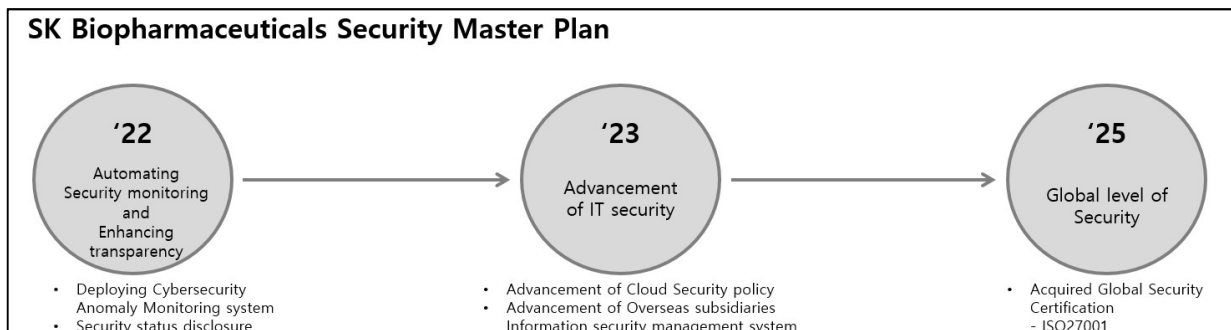 SK Biopharmaceuticals Security Master Plan
‘22
Automating
Security monitoring
and
Enhancing
transparency
‘23
Advancement
of IT security
‘25
Global level of
Security
• Deploying Cybersecurity
Anomaly Monitoring system
• Security status disclosure
• Advancement of Cloud Security policy
• Advancement of Overseas subsidiaries
Information security management system
• Acquired Global Security
Certification
- ISO27001